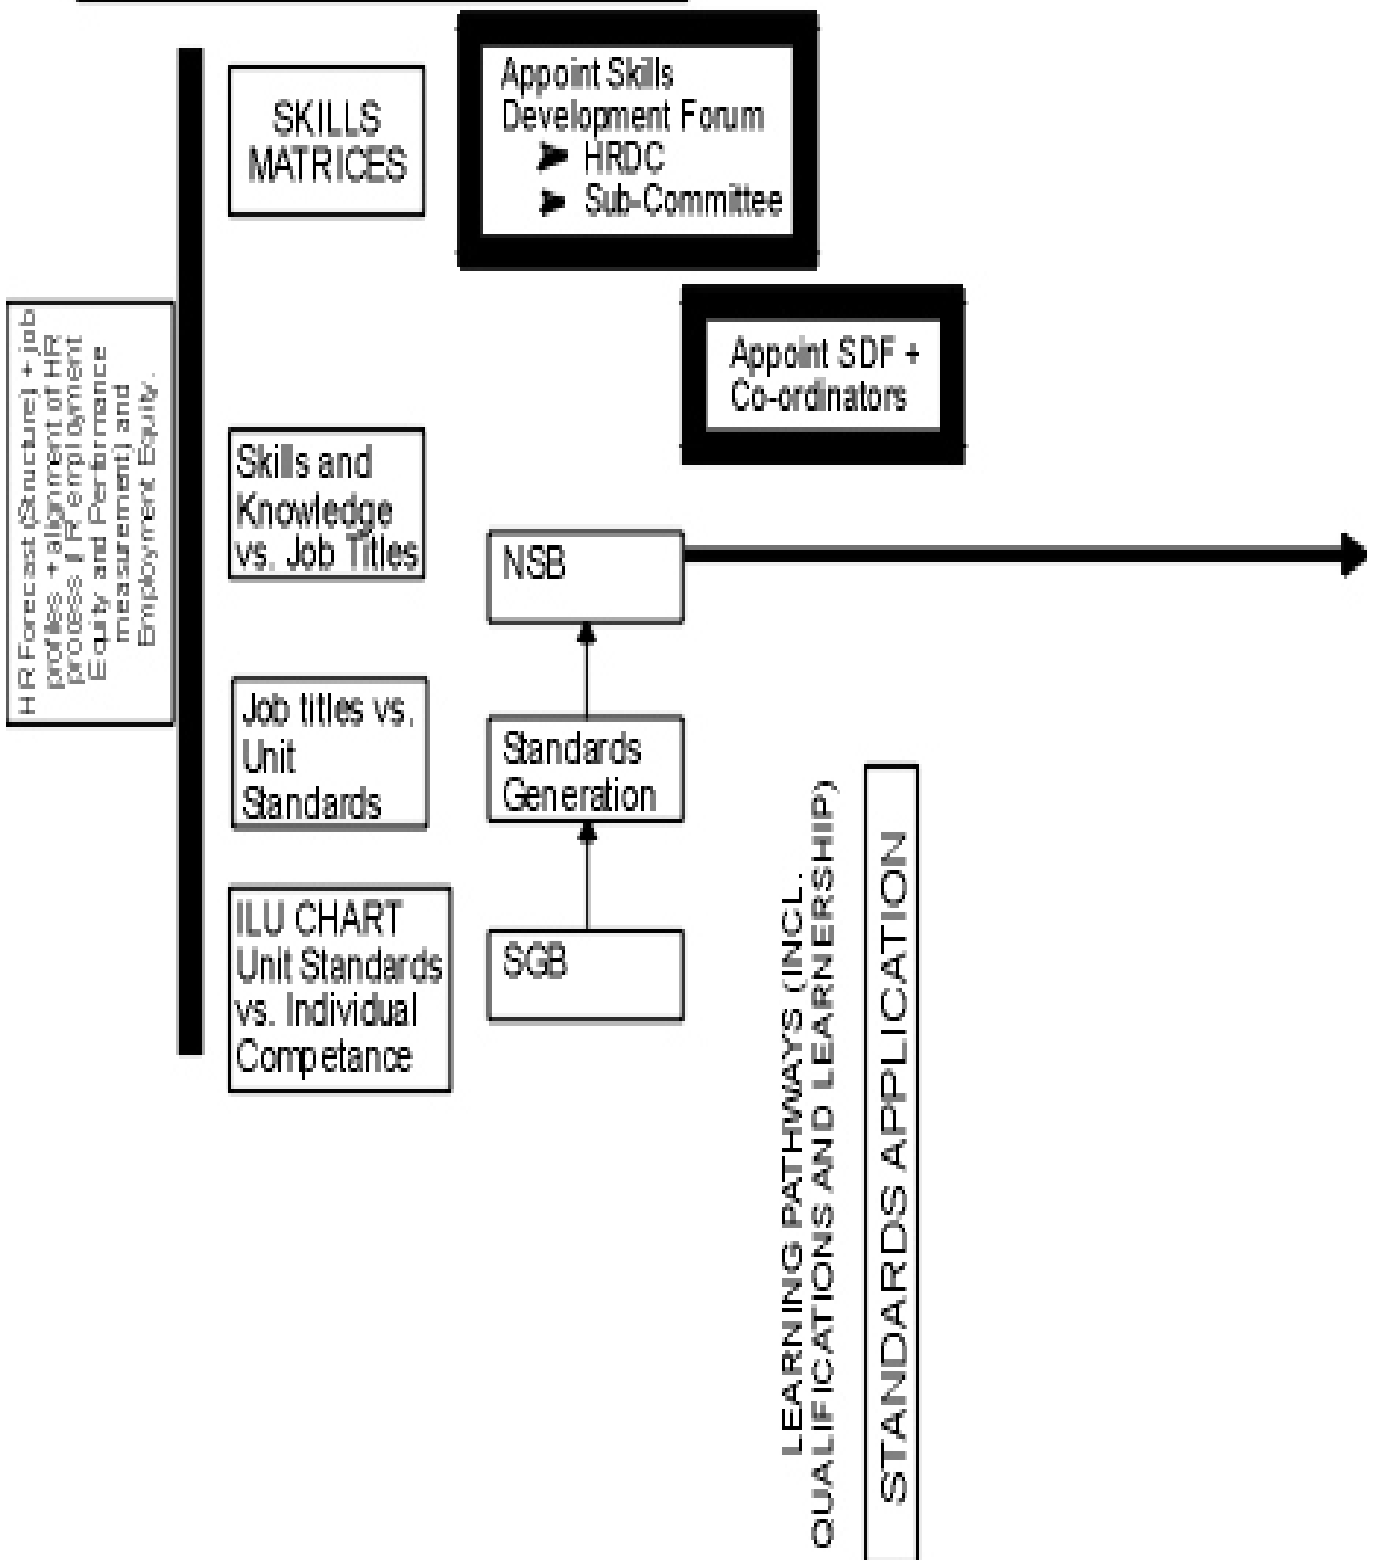 SKILLS
MATRICES
Appoint Skills
Development Forum
➤ HRDC
➤ Sub-Committee
Appoint SDF +
Co-ordinators
HR Forecast (Structure) + job
profiles + alignment of HR
process IR employment
Equity and Performance
measurement) and
Employment Equity.
Skills and
Knowledge
vs. Job Titles
NSB
Job titles vs.
Unit
Standards
Standards
Generation
ILU CHART
Unit Standards
vs. Individual
Competance
SGB
LEARNING PATHWAYS (INCL.
QUALIFICATIONS AND LEARNERSHIP)
STANDARDS APPLICATION